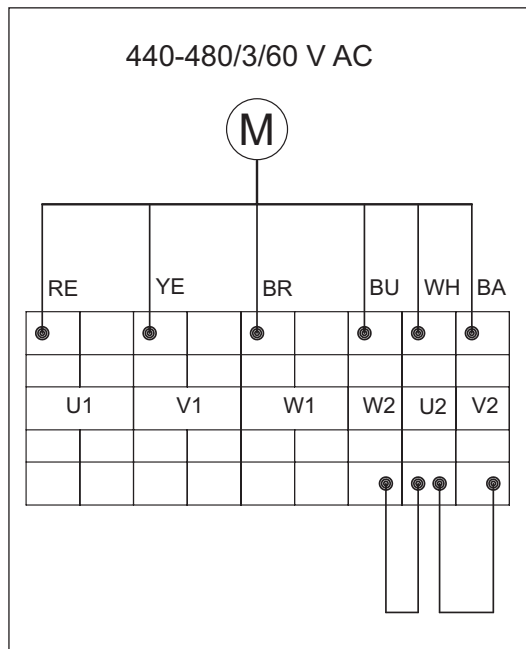 440-480/3/60 V AC
M
RE YE BR BU WH BA
U1 V1 W1 W2 U2 V2